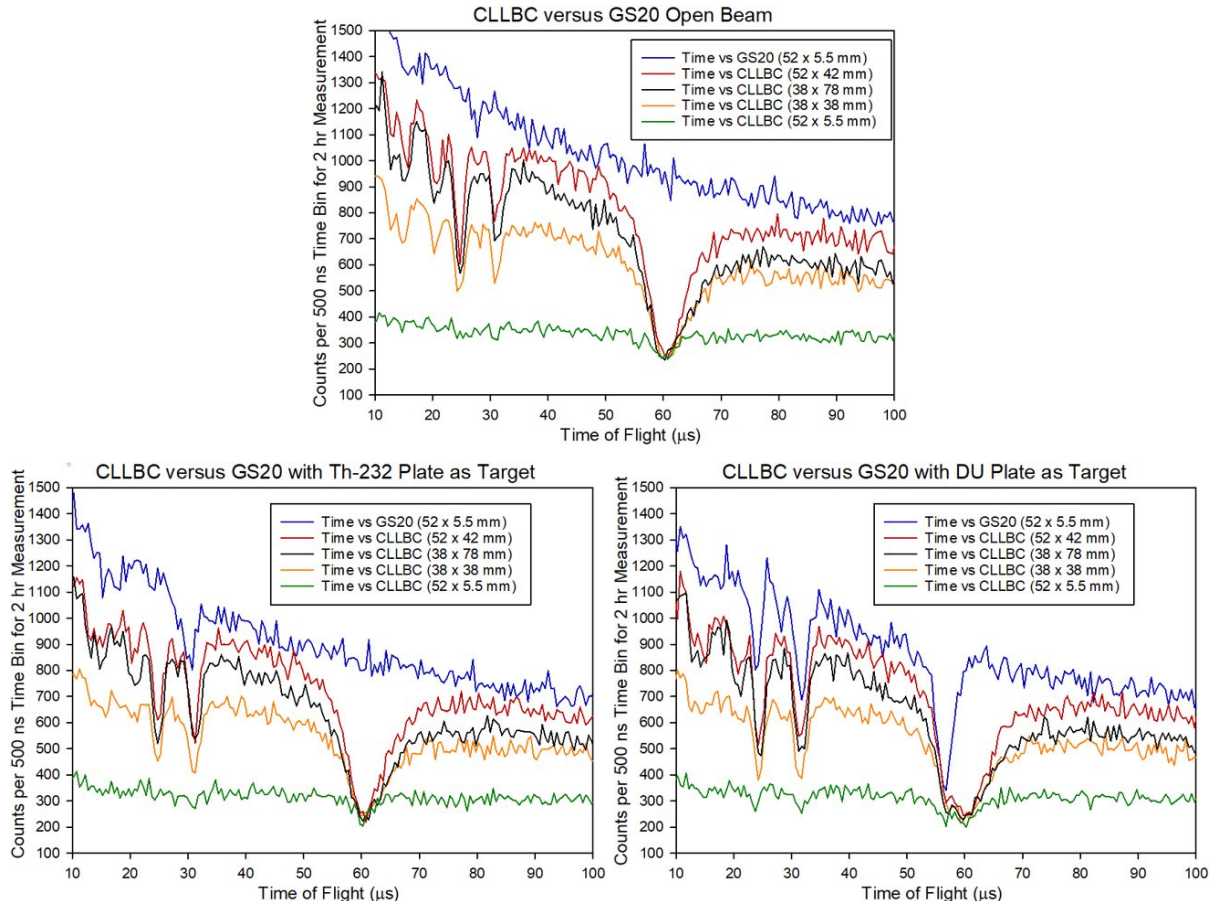 CLLBC versus GS20 Open Beam
Counts per 500 ns Time Bin for 2 hr Measurement
1500
1400
1300
1200
1100
1000
900
800
700
600
500
400
300
200
100
Time vs GS20 (52 x 5.5 mm)
Time vs CLLBC (52 x 42 mm)
Time vs CLLBC (38 x 78 mm)
Time vs CLLBC (38 x 38 mm)
Time vs CLLBC (52 x 5.5 mm)
10 20 30 40 50 60 70 80 90 100
Time of Flight (μs)
CLLBC versus GS20 with Th-232 Plate as Target
Counts per 500 ns Time Bin for 2 hr Measurement
1500
1400
1300
1200
1100
1000
900
800
700
600
500
400
300
200
100
Time vs GS20 (52 x 5.5 mm)
Time vs CLLBC (52 x 42 mm)
Time vs CLLBC (38 x 78 mm)
Time vs CLLBC (38 x 38 mm)
Time vs CLLBC (52 x 5.5 mm)
10 20 30 40 50 60 70 80 90 100
Time of Flight (μs)
CLLBC versus GS20 with DU Plate as Target
Counts per 500 ns Time Bin for 2 hr Measurement
1500
1400
1300
1200
1100
1000
900
800
700
600
500
400
300
200
100
Time vs GS20 (52 x 5.5 mm)
Time vs CLLBC (52 x 42 mm)
Time vs CLLBC (38 x 78 mm)
Time vs CLLBC (38 x 38 mm)
Time vs CLLBC (52 x 5.5 mm)
10 20 30 40 50 60 70 80 90 100
Time of Flight (μs)